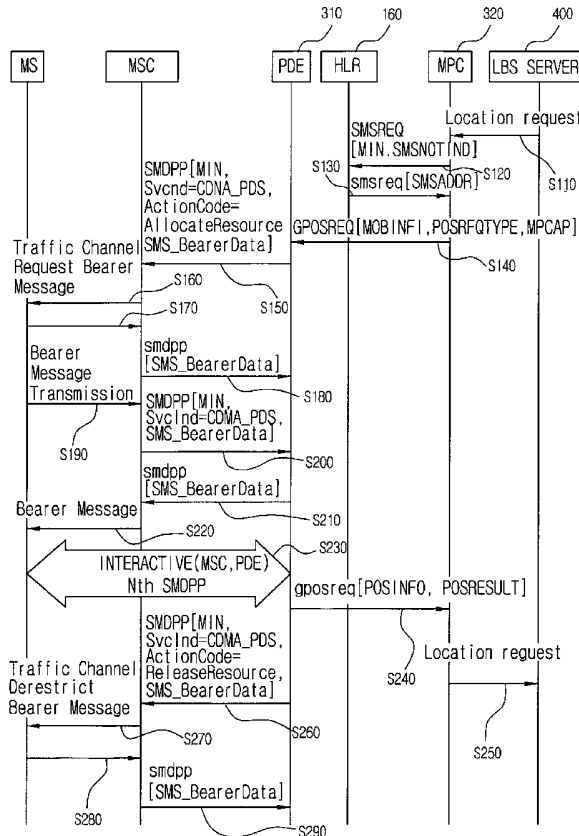 310 160 320 400
MS MSC PDE HLR MPC LBS SERVER
Location request
SMSREQ
[MIN.SMSNOTIND]
S110
S120
S130
smsreq[SMSADDR]
SMDPP[MIN,
Svcnd=CDNA_PDS,
ActionCode=
AllocateResource
SMS_BearerData]
GPOSREQ[MOBINFI,POSRFQTYPE,MPCAP]
S140
Traffic Channel
Request Bearer
Message
S150
S160
S170
Bearer
Message
Transmission
smdpp
[SMS_BearerData]
S180
S190
SMDPP[MIN,
SvcInd=CDMA_PDS,
SMS_BearerData]
S200
smdpp
[SMS_BearerData]
S210
Bearer Message
S220
S230
INTERACTIVE(MSC,PDE)
Nth SMDPP
gposreq[POSINFO, POSRESULT]
S240
SMDPP[MIN,
SvcInd=CDMA_PDS,
ActionCode=
ReleaseResource,
SMS_BearerData]
Location reguest
S250
Traffic Channel
Derestrict
Bearer Message
S260
S270
S280
smdpp
[SMS_BearerData]
S290